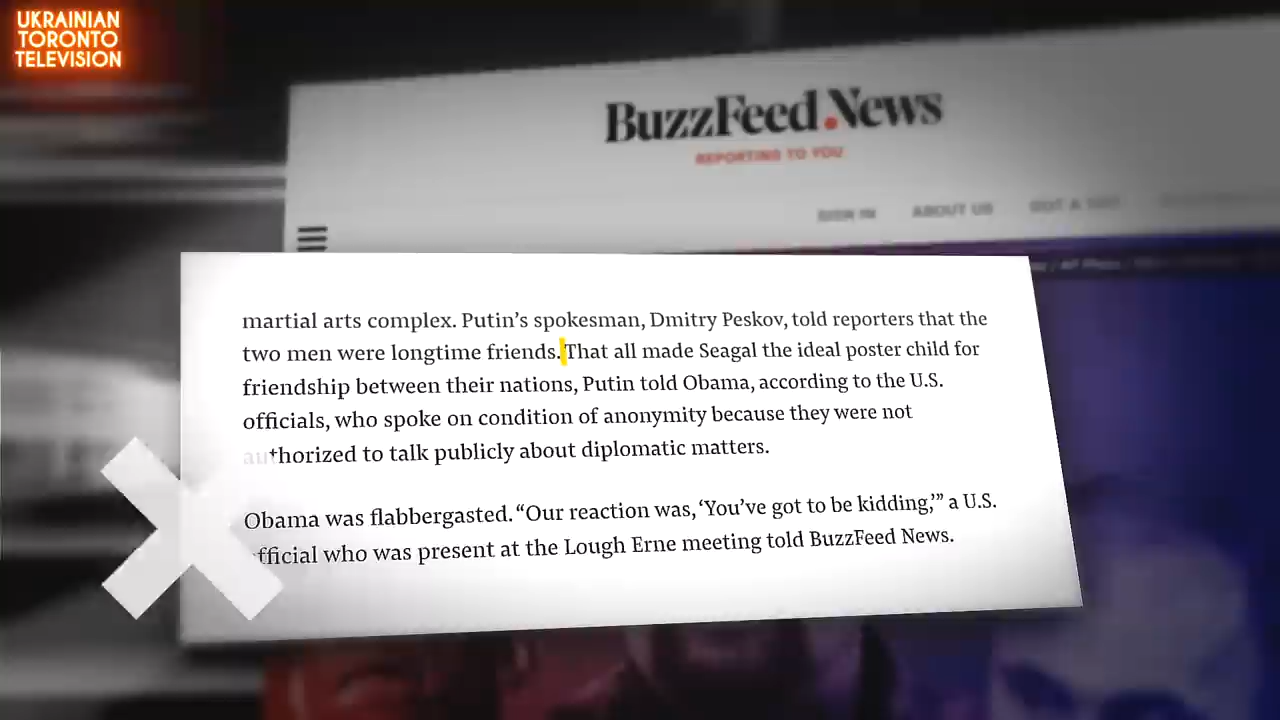 UKRAINIAN
TORONTO
TELEVISION
BuzzFeed.News
REPORTING TO YOU
SIGN IN ABOUT US GOT A TIP?
martial arts complex. Putin's spokesman, Dmitry Peskov, told reporters that the
two men were longtime friends. That all made Seagal the ideal poster child for
friendship between their nations, Putin told Obama, according to the U.S.
officials, who spoke on condition of anonymity because they were not
authorized to talk publicly about diplomatic matters.
Obama was flabbergasted. “Our reaction was, ‘You’ve got to be kidding,’” a U.S.
official who was present at the Lough Erne meeting told BuzzFeed News.